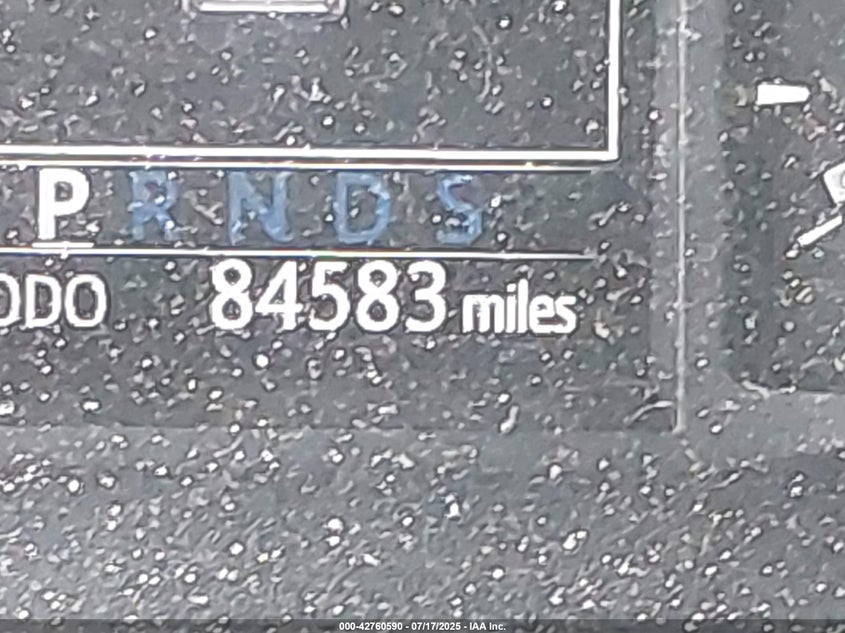 P R N D S
ODO 84583 miles
000-42760590 - 07/17/2025 - IAA Inc.